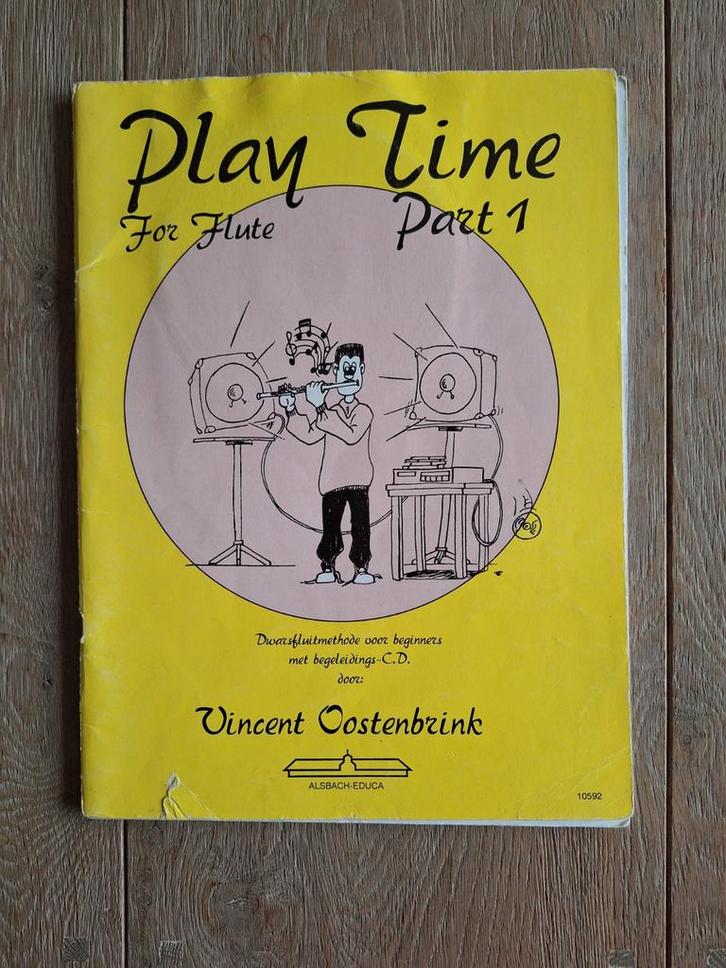 Play Time
For Flute Part 1
Dwarsfluitmethode voor beginners
met begeleidings-C.D.
door:
Vincent Oostenbrink
ALSBACH-EDUCA
10592